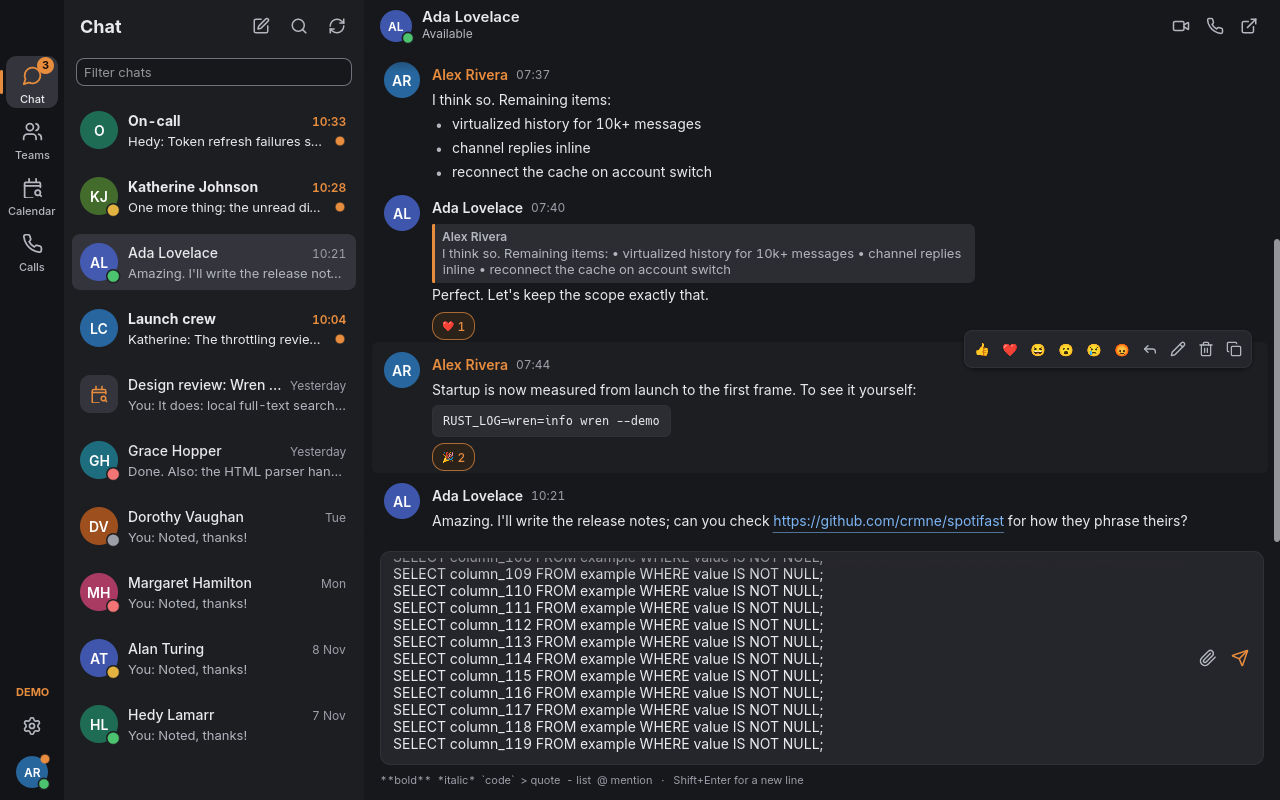 3
Chat
Teams
Calendar
Calls
DEMO
AR
Chat
Filter chats
O
On-call
10:33
Hedy: Token refresh failures s...
KJ
Katherine Johnson
10:28
One more thing: the unread di...
AL
Ada Lovelace
10:21
Amazing. I'll write the release not...
LC
Launch crew
10:04
Katherine: The throttling revie...
Design review: Wren ...
Yesterday
You: It does: local full-text search...
GH
Grace Hopper
Yesterday
Done. Also: the HTML parser han...
DV
Dorothy Vaughan
Tue
You: Noted, thanks!
MH
Margaret Hamilton
Mon
You: Noted, thanks!
AT
Alan Turing
8 Nov
You: Noted, thanks!
HL
Hedy Lamarr
7 Nov
You: Noted, thanks!
AL
Ada Lovelace
Available
AR
Alex Rivera 07:37
I think so. Remaining items:
• virtualized history for 10k+ messages
• channel replies inline
• reconnect the cache on account switch
AL
Ada Lovelace 07:40
Alex Rivera
I think so. Remaining items: • virtualized history for 10k+ messages • channel replies
inline • reconnect the cache on account switch
Perfect. Let's keep the scope exactly that.
❤️ 1
👍 ❤️ 😆 😮 😢 😡
AR
Alex Rivera 07:44
Startup is now measured from launch to the first frame. To see it yourself:
RUST_LOG=wren=info wren --demo
🎉 2
AL
Ada Lovelace 10:21
Amazing. I'll write the release notes; can you check https://github.com/crmne/spotifast for how they phrase theirs?
SELECT column_108 FROM example WHERE value IS NOT NULL;
SELECT column_109 FROM example WHERE value IS NOT NULL;
SELECT column_110 FROM example WHERE value IS NOT NULL;
SELECT column_111 FROM example WHERE value IS NOT NULL;
SELECT column_112 FROM example WHERE value IS NOT NULL;
SELECT column_113 FROM example WHERE value IS NOT NULL;
SELECT column_114 FROM example WHERE value IS NOT NULL;
SELECT column_115 FROM example WHERE value IS NOT NULL;
SELECT column_116 FROM example WHERE value IS NOT NULL;
SELECT column_117 FROM example WHERE value IS NOT NULL;
SELECT column_118 FROM example WHERE value IS NOT NULL;
SELECT column_119 FROM example WHERE value IS NOT NULL;
**bold** *italic* `code` > quote - list @ mention · Shift+Enter for a new line